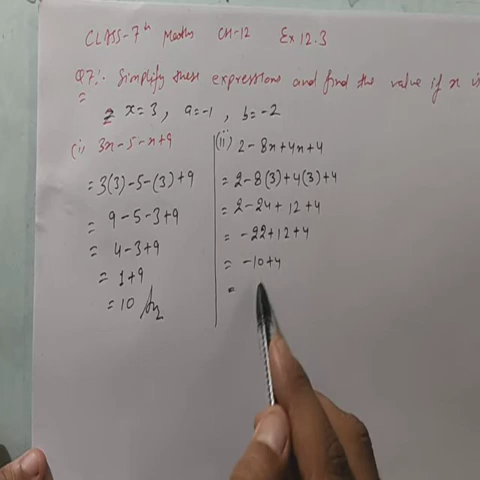 CLASS-7th Maths CH-12 Ex 12.3
Q7:- Simplify these expressions and find the value if x is
= x=3, a=-1, b=-2
(i) 3x-5-x+9
=3(3)-5-(3)+9
= 9-5-3+9
= 4-3+9
= 1+9
=10 Ans
(ii) 2-8x+4x+4
=2-8(3)+4(3)+4
= 2-24+12+4
= -22+12+4
= -10+4
=